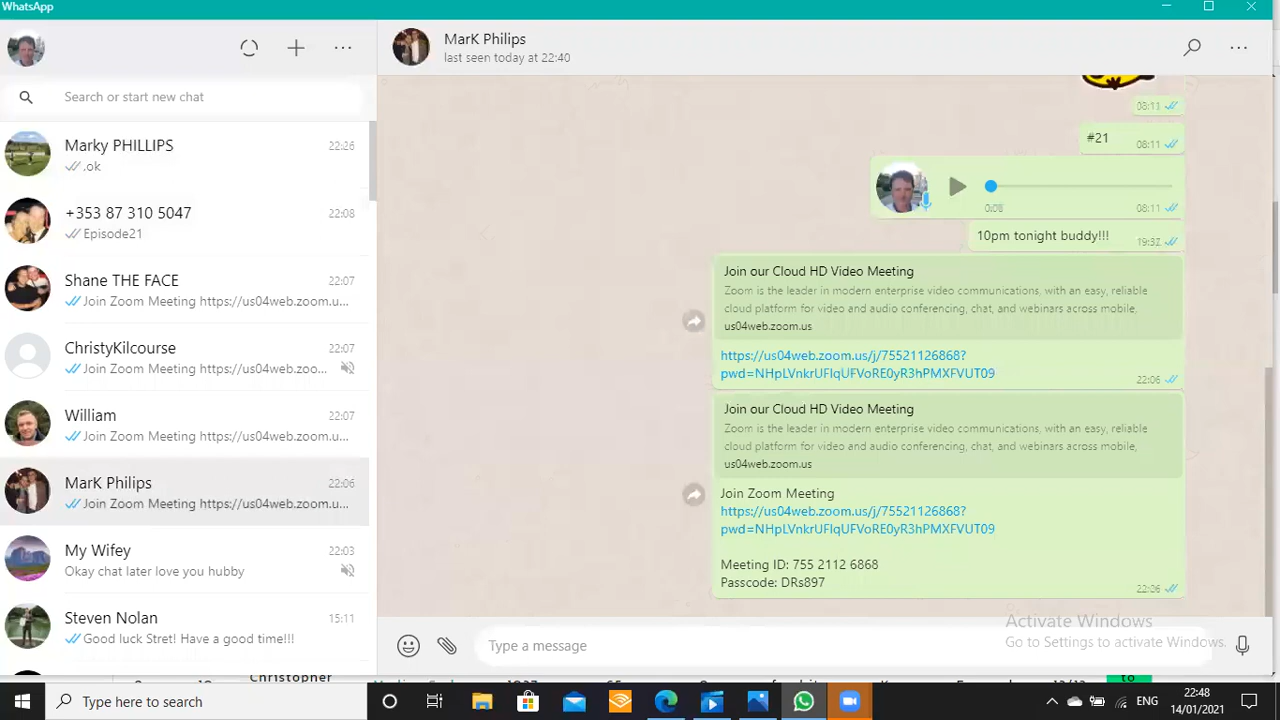 WhatsApp
Search or start new chat
Marky PHILLIPS 22:26
.ok
+353 87 310 5047 22:08
Episode21
Shane THE FACE 22:07
Join Zoom Meeting https://us04web.zoom.u...
ChristyKilcourse 22:07
Join Zoom Meeting https://us04web.zoo...
William 22:07
Join Zoom Meeting https://us04web.zoom.u...
MarK Philips 22:06
Join Zoom Meeting https://us04web.zoom.u...
My Wifey 22:03
Okay chat later love you hubby
Steven Nolan 15:11
Good luck Stret! Have a good time!!!
MarK Philips
last seen today at 22:40
08:11
#21 08:11
0:08 08:11
10pm tonight buddy!!! 19:32
Join our Cloud HD Video Meeting
Zoom is the leader in modern enterprise video communications, with an easy, reliable
cloud platform for video and audio conferencing, chat, and webinars across mobile,
us04web.zoom.us
https://us04web.zoom.us/j/75521126868?
pwd=NHpLVnkrUFlqUFVoRE0yR3hPMXFVUT09
22:06
Join our Cloud HD Video Meeting
Zoom is the leader in modern enterprise video communications, with an easy, reliable
cloud platform for video and audio conferencing, chat, and webinars across mobile,
us04web.zoom.us
Join Zoom Meeting
https://us04web.zoom.us/j/75521126868?
pwd=NHpLVnkrUFlqUFVoRE0yR3hPMXFVUT09
Meeting ID: 755 2112 6868
Passcode: DRs897
22:06
Activate Windows
Go to Settings to activate Windows.
Type a message
Christopher
to
Type here to search
ENG
22:48
14/01/2021